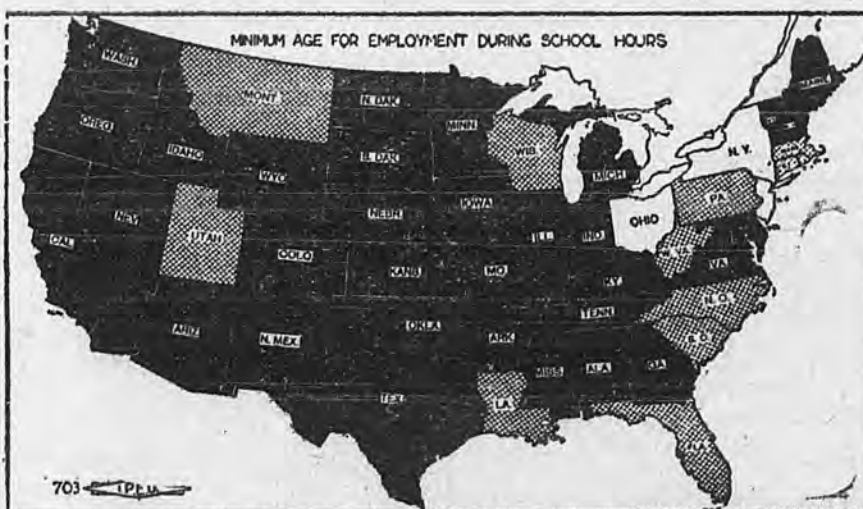 MINIMUM AGE FOR EMPLOYMENT DURING SCHOOL HOURS
WASH.
MONT.
N. DAK.
MINN.
MAINE
OREG.
IDAHO
S. DAK.
WIS.
MICH
N.Y.
WYO.
IOWA
PA.
NEV.
UTAH
NEBR.
ILL.
IND.
OHIO
CAL.
COLO.
KANS.
MO.
KY.
W. VA.
VA.
ARIZ.
N. MEX.
OKLA.
ARK.
TENN.
N. C.
S. C.
TEX.
LA.
MISS.
ALA.
GA.
FLA.
703